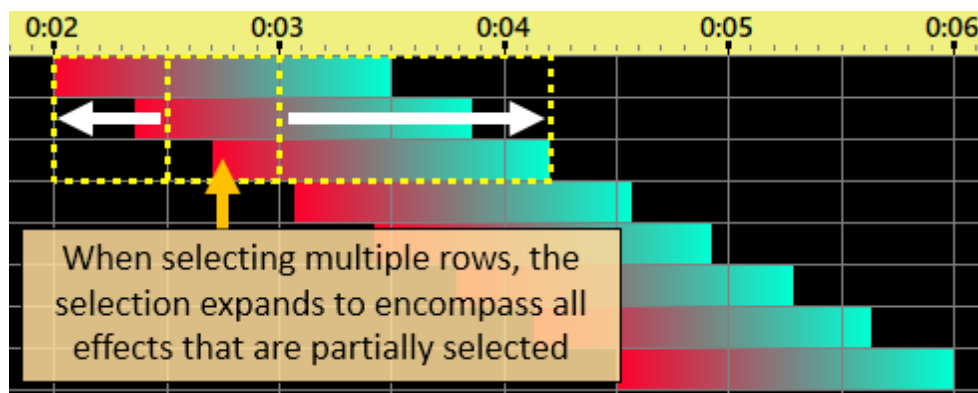 0:02 0:03 0:04 0:05 0:06
When selecting multiple rows, the
selection expands to encompass all
effects that are partially selected